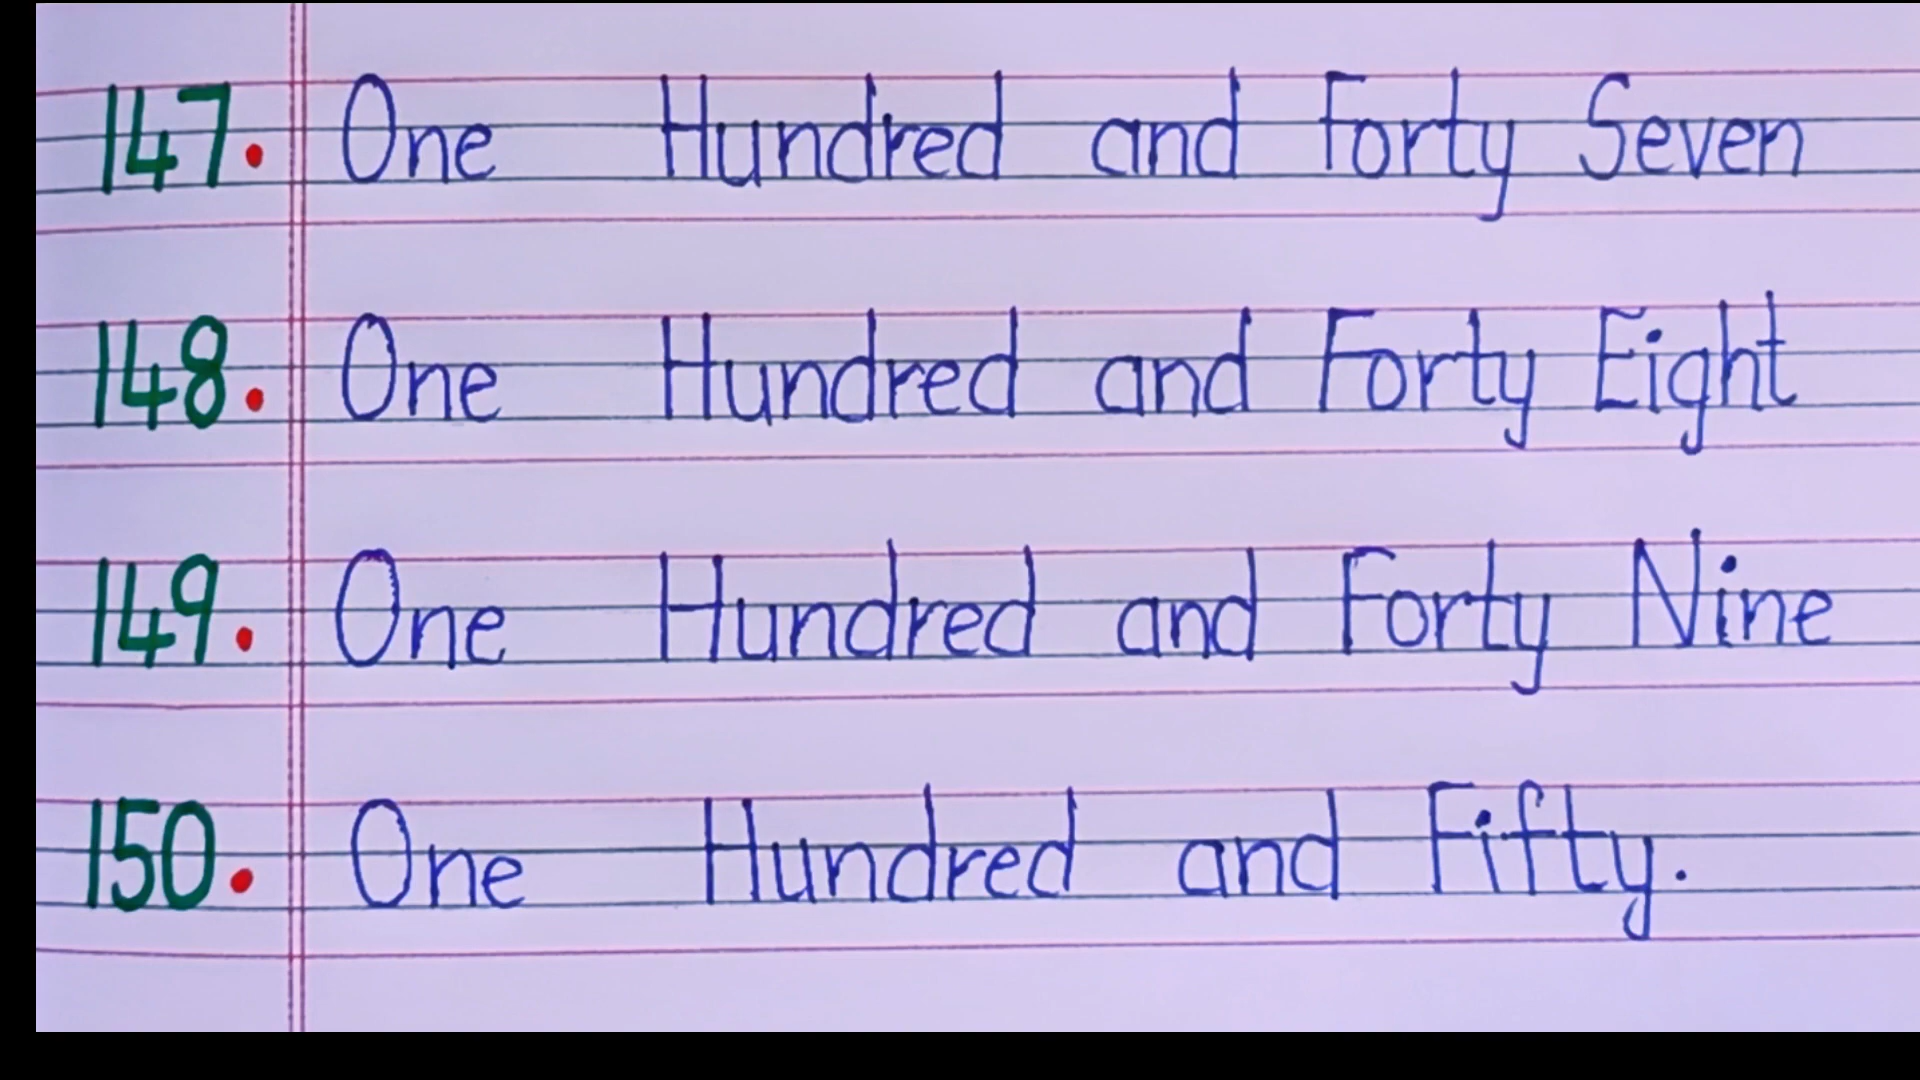 147. One Hundred and Forty Seven
148. One Hundred and Forty Eight
149. One Hundred and Forty Nine
150. One Hundred and Fifty.